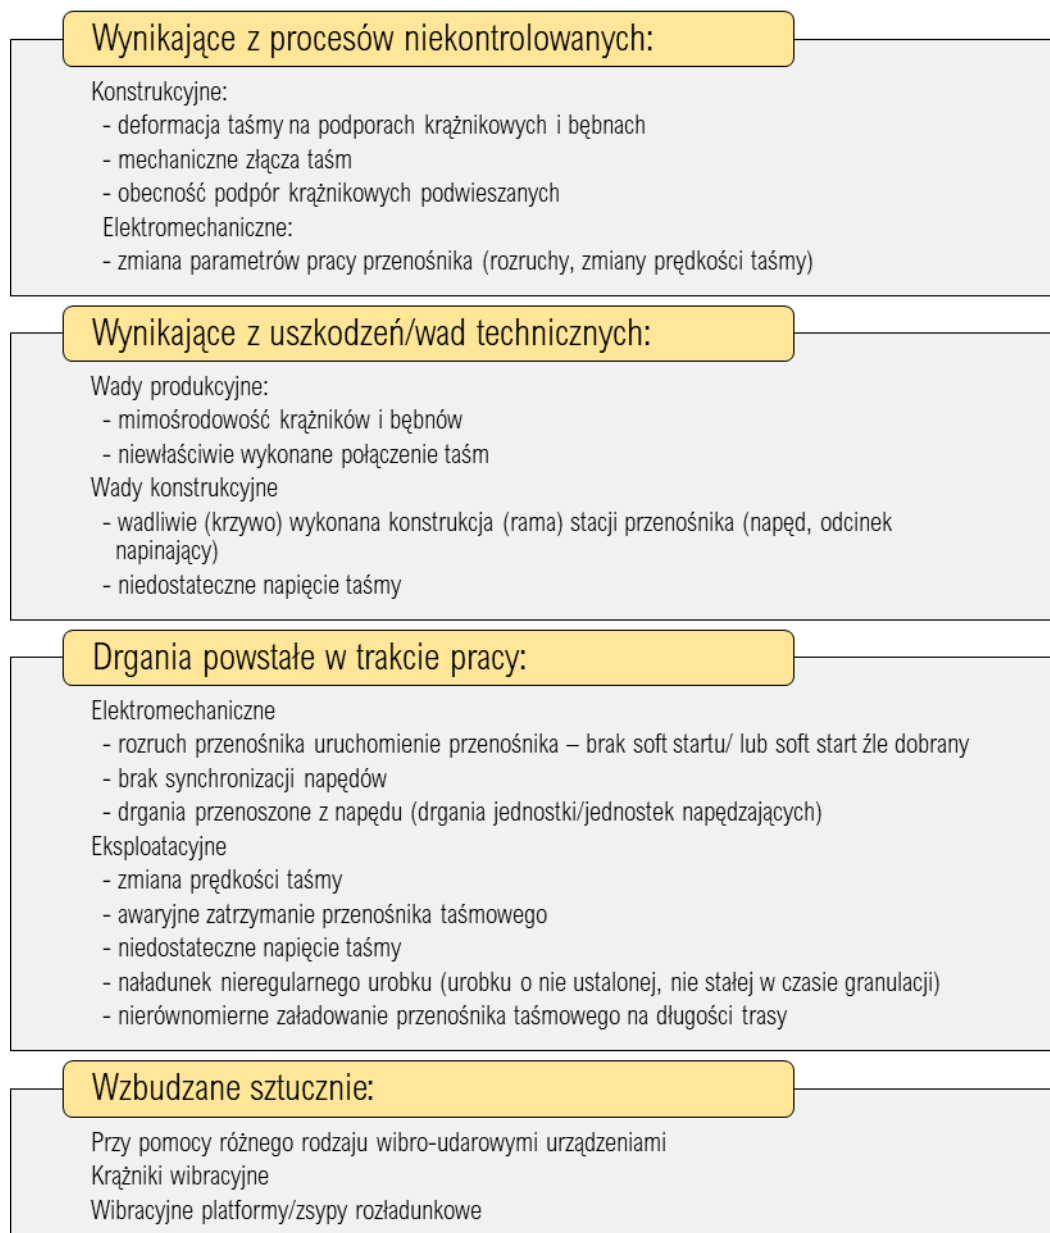 Wynikające z procesów niekontrolowanych:
Konstrukcyjne:
- deformacja taśmy na podporach krążnikowych i bębnach
- mechaniczne złącza taśm
- obecność podpór krążnikowych podwieszanych
Elektromechaniczne:
- zmiana parametrów pracy przenośnika (rozruchy, zmiany prędkości taśmy)
Wynikające z uszkodzeń/wad technicznych:
Wady produkcyjne:
- mimośrodowość krążników i bębnów
- niewłaściwie wykonane połączenie taśm
Wady konstrukcyjne
- wadliwie (krzywo) wykonana konstrukcja (rama) stacji przenośnika (napęd, odcinek
napinający)
- niedostateczne napięcie taśmy
Drgania powstałe w trakcie pracy:
Elektromechaniczne
- rozruch przenośnika uruchomienie przenośnika – brak soft startu/ lub soft start źle dobrany
- brak synchronizacji napędów
- drgania przenoszone z napędu (drgania jednostki/jednostek napędzających)
Eksploatacyjne
- zmiana prędkości taśmy
- awaryjne zatrzymanie przenośnika taśmowego
- niedostateczne napięcie taśmy
- naładunek nieregularnego urobku (urobku o nie ustalonej, nie stałej w czasie granulacji)
- nierównomierne załadowanie przenośnika taśmowego na długości trasy
Wzbudzane sztucznie:
Przy pomocy różnego rodzaju wibro-udarowymi urządzeniami
Krążniki wibracyjne
Wibracyjne platformy/zsypy rozładunkowe